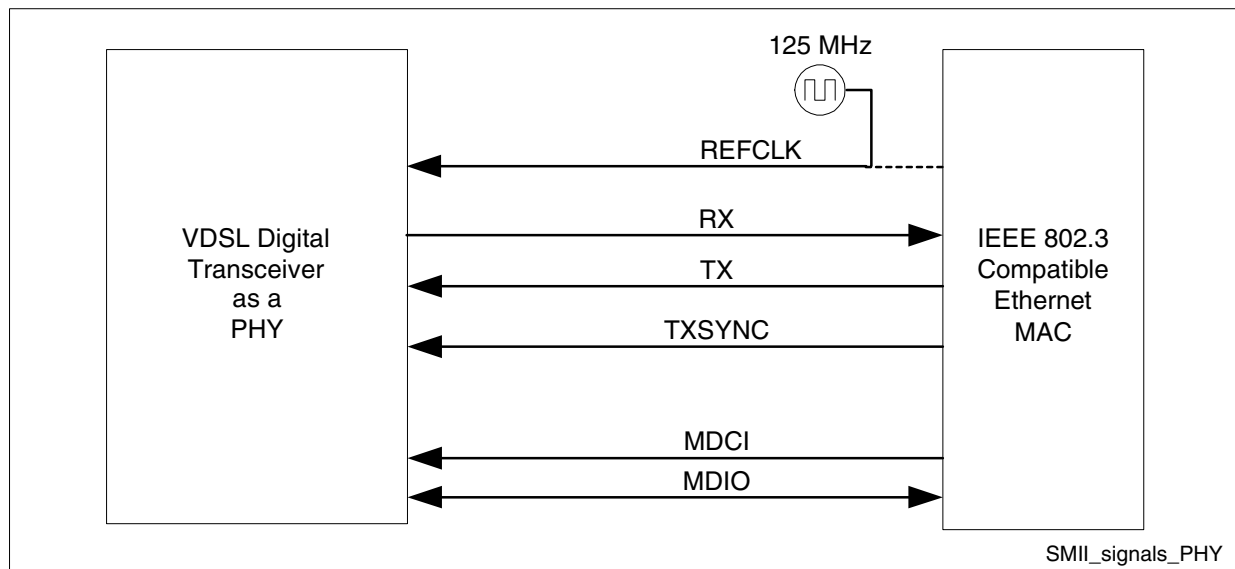 125 MHz
REFCLK
RX
TX
TXSYNC
MDCI
MDIO
VDSL Digital
Transceiver
as a
PHY
IEEE 802.3
Compatible
Ethernet
MAC
SMII_signals_PHY